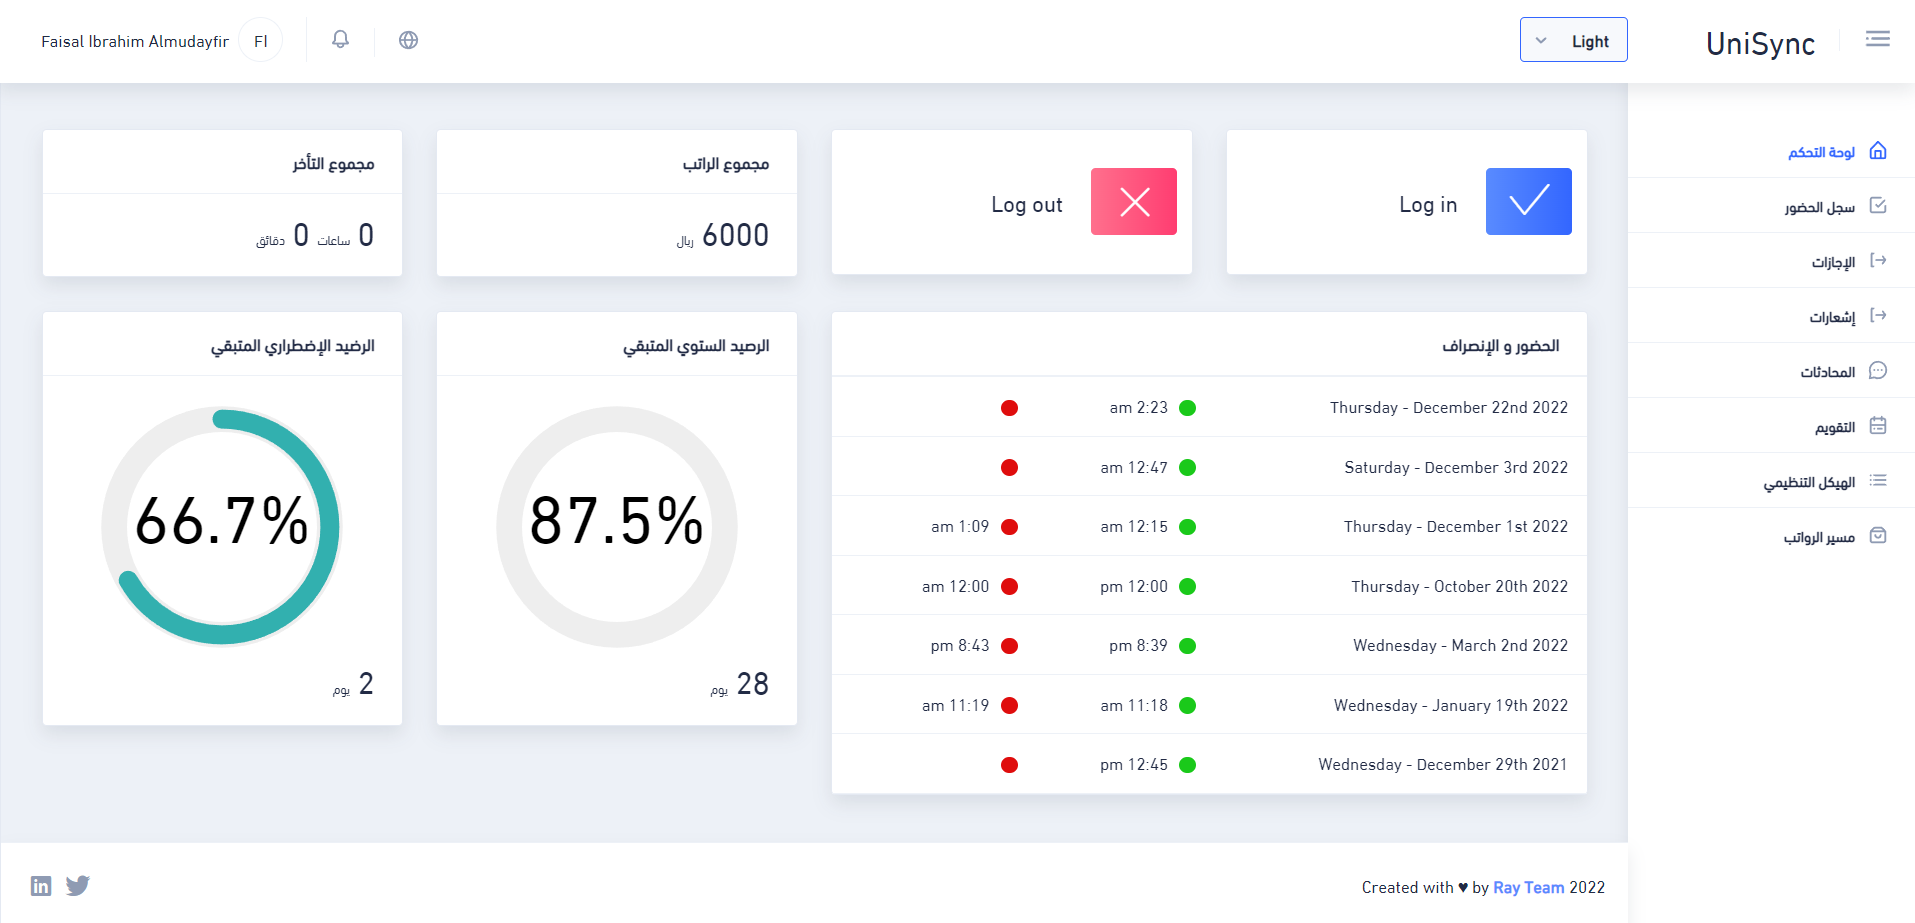 UniSync
Light
Faisal Ibrahim Almudayfir
FI
لوحة التحكم
سجل الحضور
الإجازات
إشعارات
المحادثات
التقويم
الهيكل التنظيمي
مسير الرواتب
Log in
Log out
مجموع الراتب
6000 ريال
مجموع التأخر
0 ساعات 0 دقائق
الحضور و الإنصراف
Thursday - December 22nd 2022 am 2:23
Saturday - December 3rd 2022 am 12:47
Thursday - December 1st 2022 am 12:15 am 1:09
Thursday - October 20th 2022 pm 12:00 am 12:00
Wednesday - March 2nd 2022 pm 8:39 pm 8:43
Wednesday - January 19th 2022 am 11:18 am 11:19
Wednesday - December 29th 2021 pm 12:45
الرصيد الستوي المتبقي
87.5%
28 يوم
الرضيد الإضطراري المتبقي
66.7%
2 يوم
Created with ♥ by Ray Team 2022